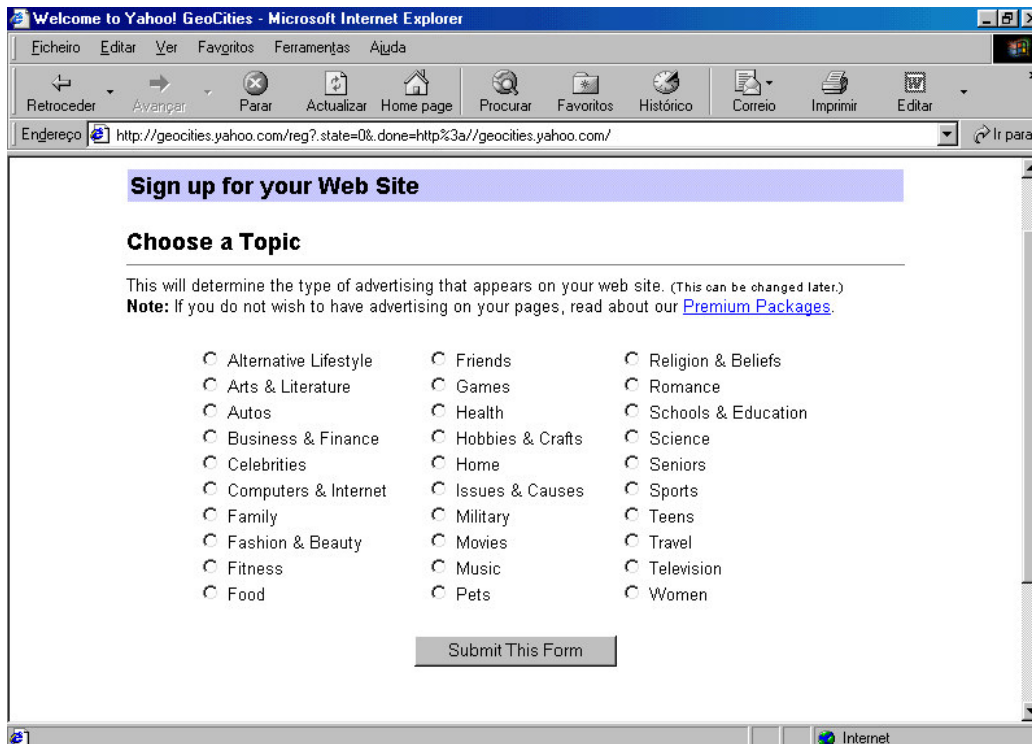 Welcome to Yahoo! GeoCities - Microsoft Internet Explorer
Ficheiro Editar Ver Favoritos Ferramentas Ajuda
Retroceder Avançar Parar Actualizar Home page Procurar Favoritos Histórico Correio Imprimir Editar
Endereço http://geocities.yahoo.com/reg?.state=0&.done=http%3a//geocities.yahoo.com/ Ir para
Sign up for your Web Site
Choose a Topic
This will determine the type of advertising that appears on your web site. (This can be changed later.)
Note: If you do not wish to have advertising on your pages, read about our Premium Packages.
Alternative Lifestyle Friends Religion & Beliefs
Arts & Literature Games Romance
Autos Health Schools & Education
Business & Finance Hobbies & Crafts Science
Celebrities Home Seniors
Computers & Internet Issues & Causes Sports
Family Military Teens
Fashion & Beauty Movies Travel
Fitness Music Television
Food Pets Women
Submit This Form
Internet